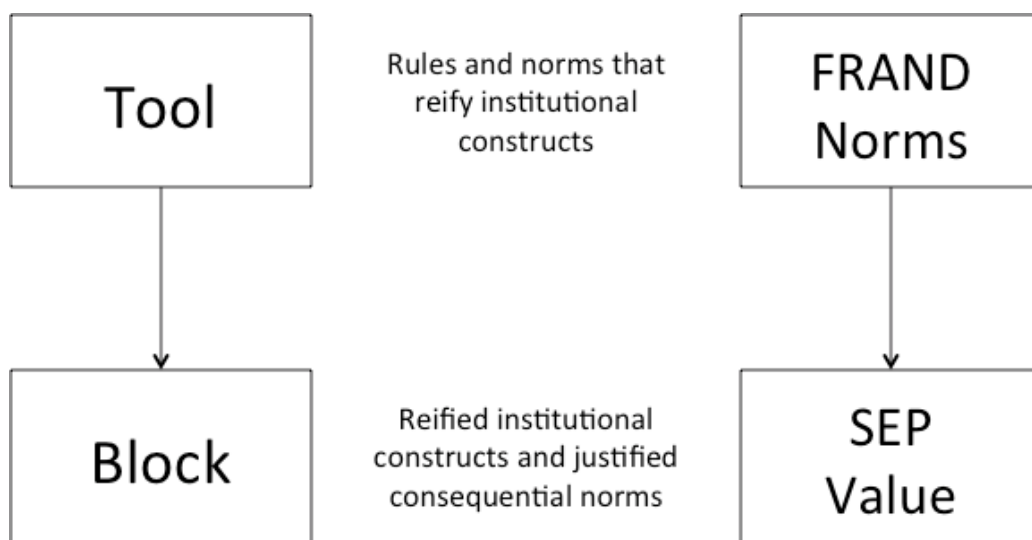 Tool
Rules and norms that
reify institutional
constructs
FRAND
Norms
Block
Reified institutional
constructs and justified
consequential norms
SEP
Value